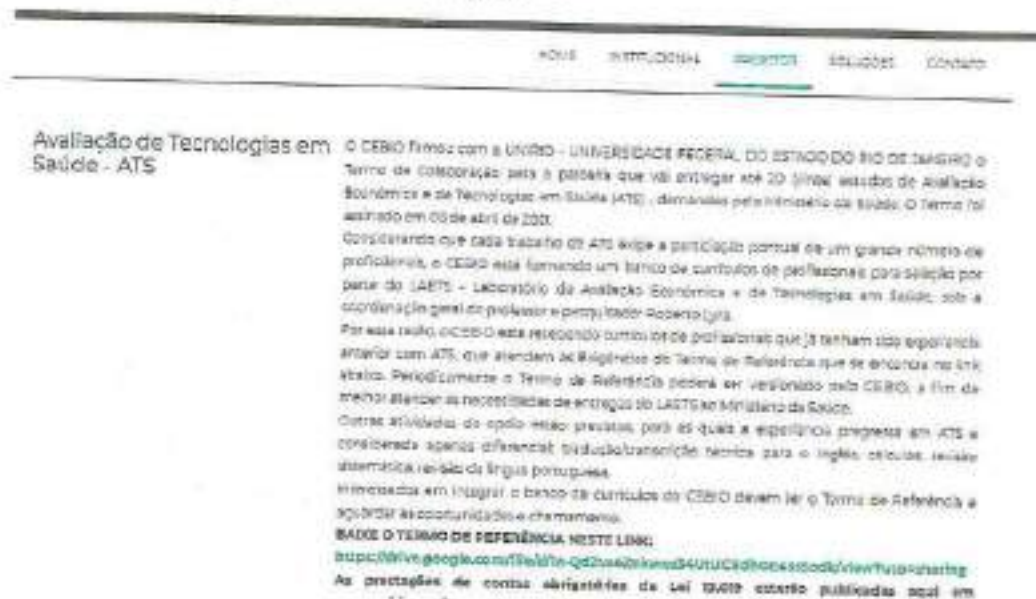 HOME INSTITUCIONAL PROJETOS SOLUÇÕES CONTATO
Avaliação de Tecnologias em
Saúde - ATS
O CEBIO firmou com a UNIRIO - UNIVERSIDADE FEDERAL DO ESTADO DO RIO DE JANEIRO o
Termo de Colaboração para a parceria que vai entregar até 20 (vinte) estudos de Avaliação
Econômica e de Tecnologias em Saúde (ATS), demandas pelo Ministério da Saúde. O Termo foi
assinado em de abril de 2021.
Considerando que cada trabalho de ATS exige a participação pontual de um grande número de
profissionais, o CEBIO está formando um banco de currículos de profissionais para seleção por
parte do LAETS - Laboratório de Avaliação Econômica e de Tecnologias em Saúde, sob a
coordenação geral do professor e pesquisador Roberto Lyra.
Por essa razão, o CEBIO está recebendo currículos de profissionais que já tenham tido experiência
anterior com ATS, que atendem as Exigências do Termo de Referência que se encontra no link
abaixo. Periodicamente o Termo de Referência poderá ser versionado pelo CEBIO, a fim de
melhor atender as necessidades de entregas do LAETS ao Ministério da Saúde.
Outras atividades de apoio estão previstas, para as quais a experiência pregressa em ATS é
considerada apenas diferencial: tradução/transcrição técnica para o inglês, cálculos, revisão
sistemática, revisão da língua portuguesa.
Interessados em integrar o banco de currículos do CEBIO devem ler o Termo de Referência e
aguardar as oportunidades e chamamento.
BAIXE O TERMO DE REFERÊNCIA NESTE LINK:
As prestações de contas obrigatórias da Lei 13.019 estarão publicadas aqui em